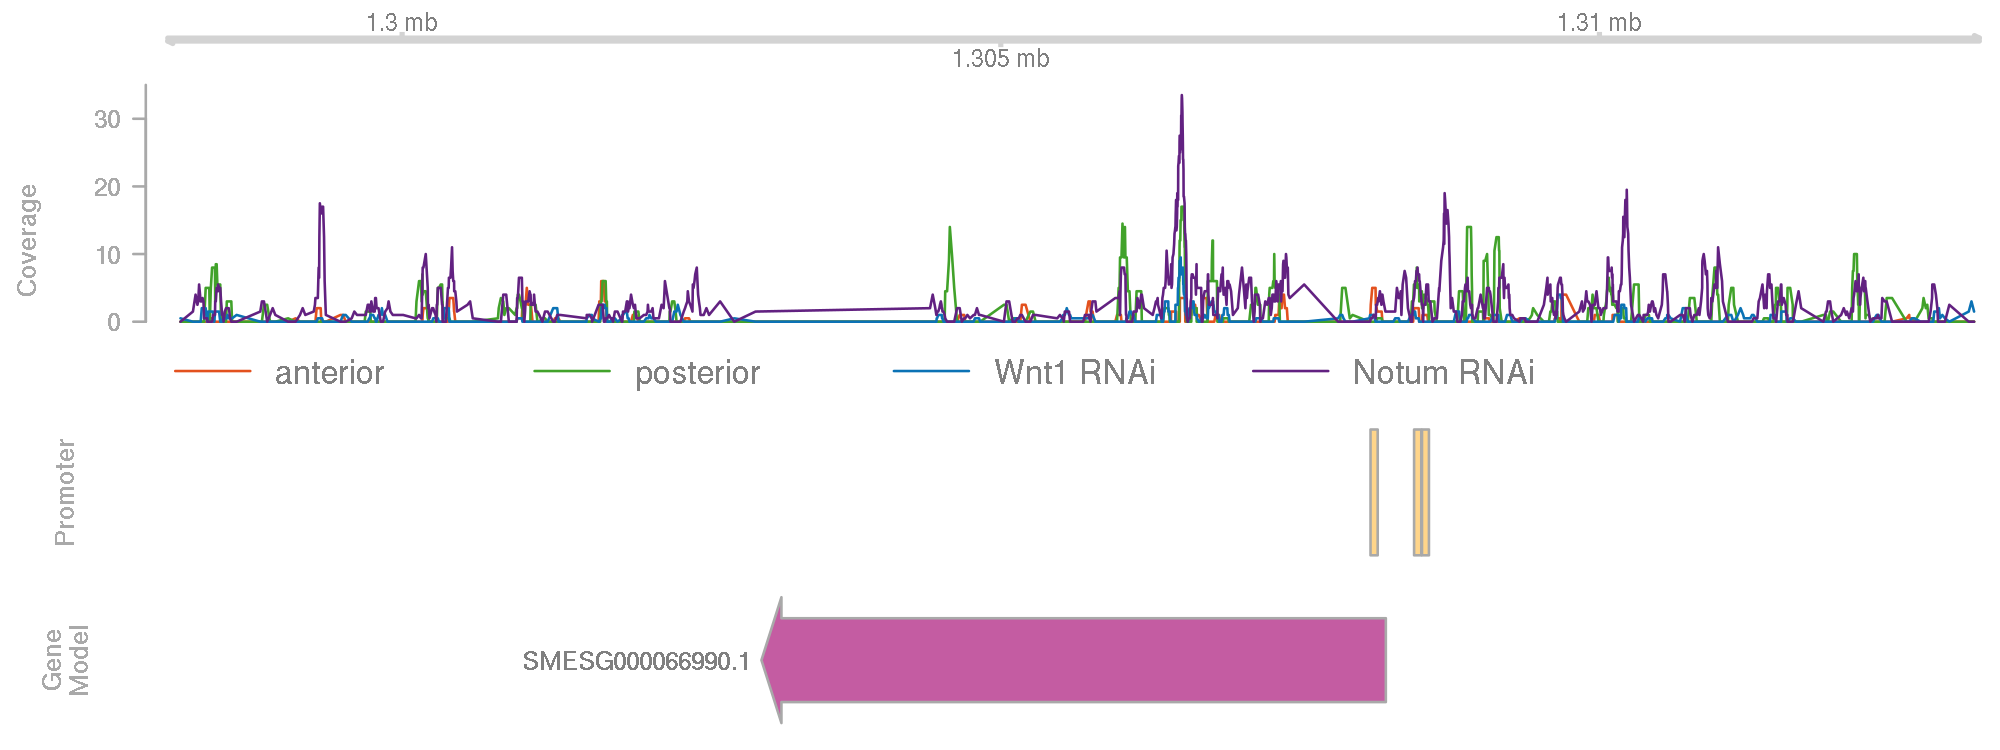 1.3 mb
1.31 mb
1.305 mb
Coverage
30
20
10
0
anterior
posterior
Wnt1 RNAi
Notum RNAi
Promoter
Gene
Model
SMESG000066990.1